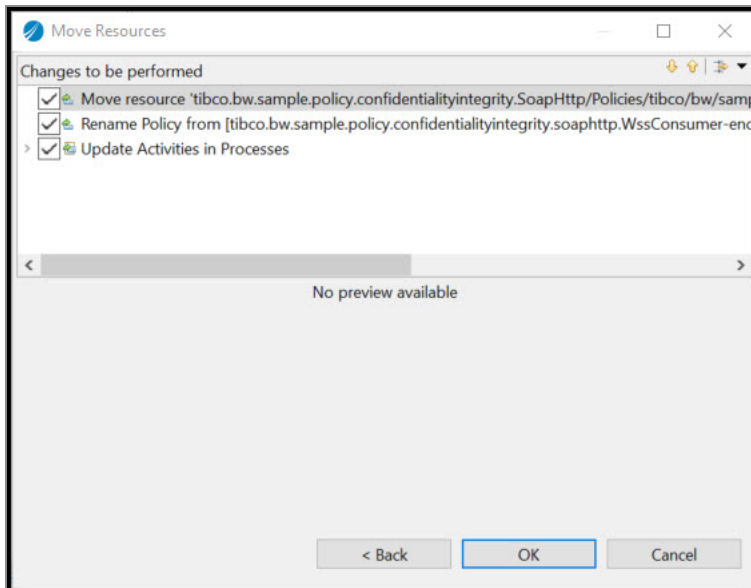 Move Resources
Changes to be performed
Move resource 'tibco.bw.sample.policy.confidentialityintegrity.SoapHttp/Policies/tibco/bw/samp
Rename Policy from [tibco.bw.sample.policy.confidentialityintegrity.soaphttp.WssConsumer-enc
Update Activities in Processes
No preview available
< Back OK Cancel